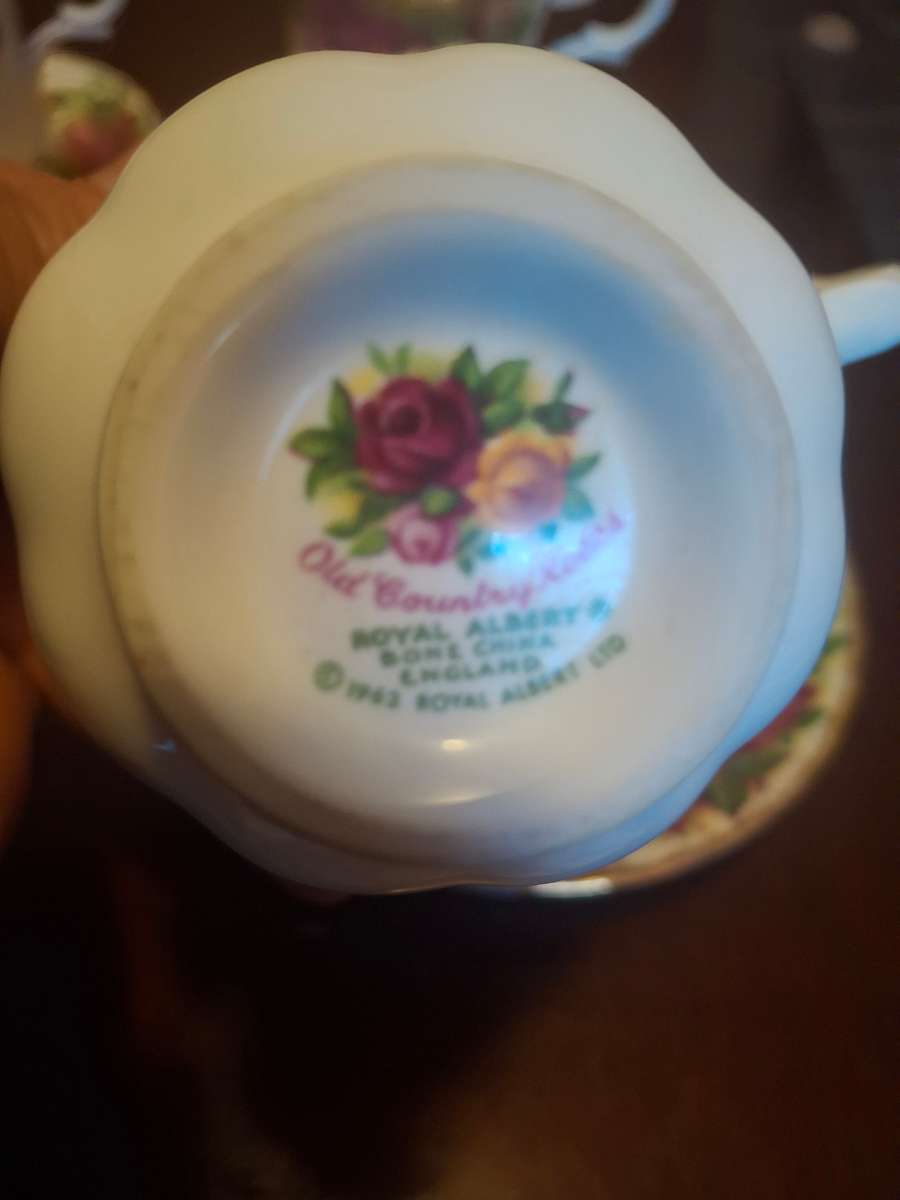 Old Country Roses
ROYAL ALBERT ®
BONE CHINA
ENGLAND
© 1962 ROYAL ALBERT LTD